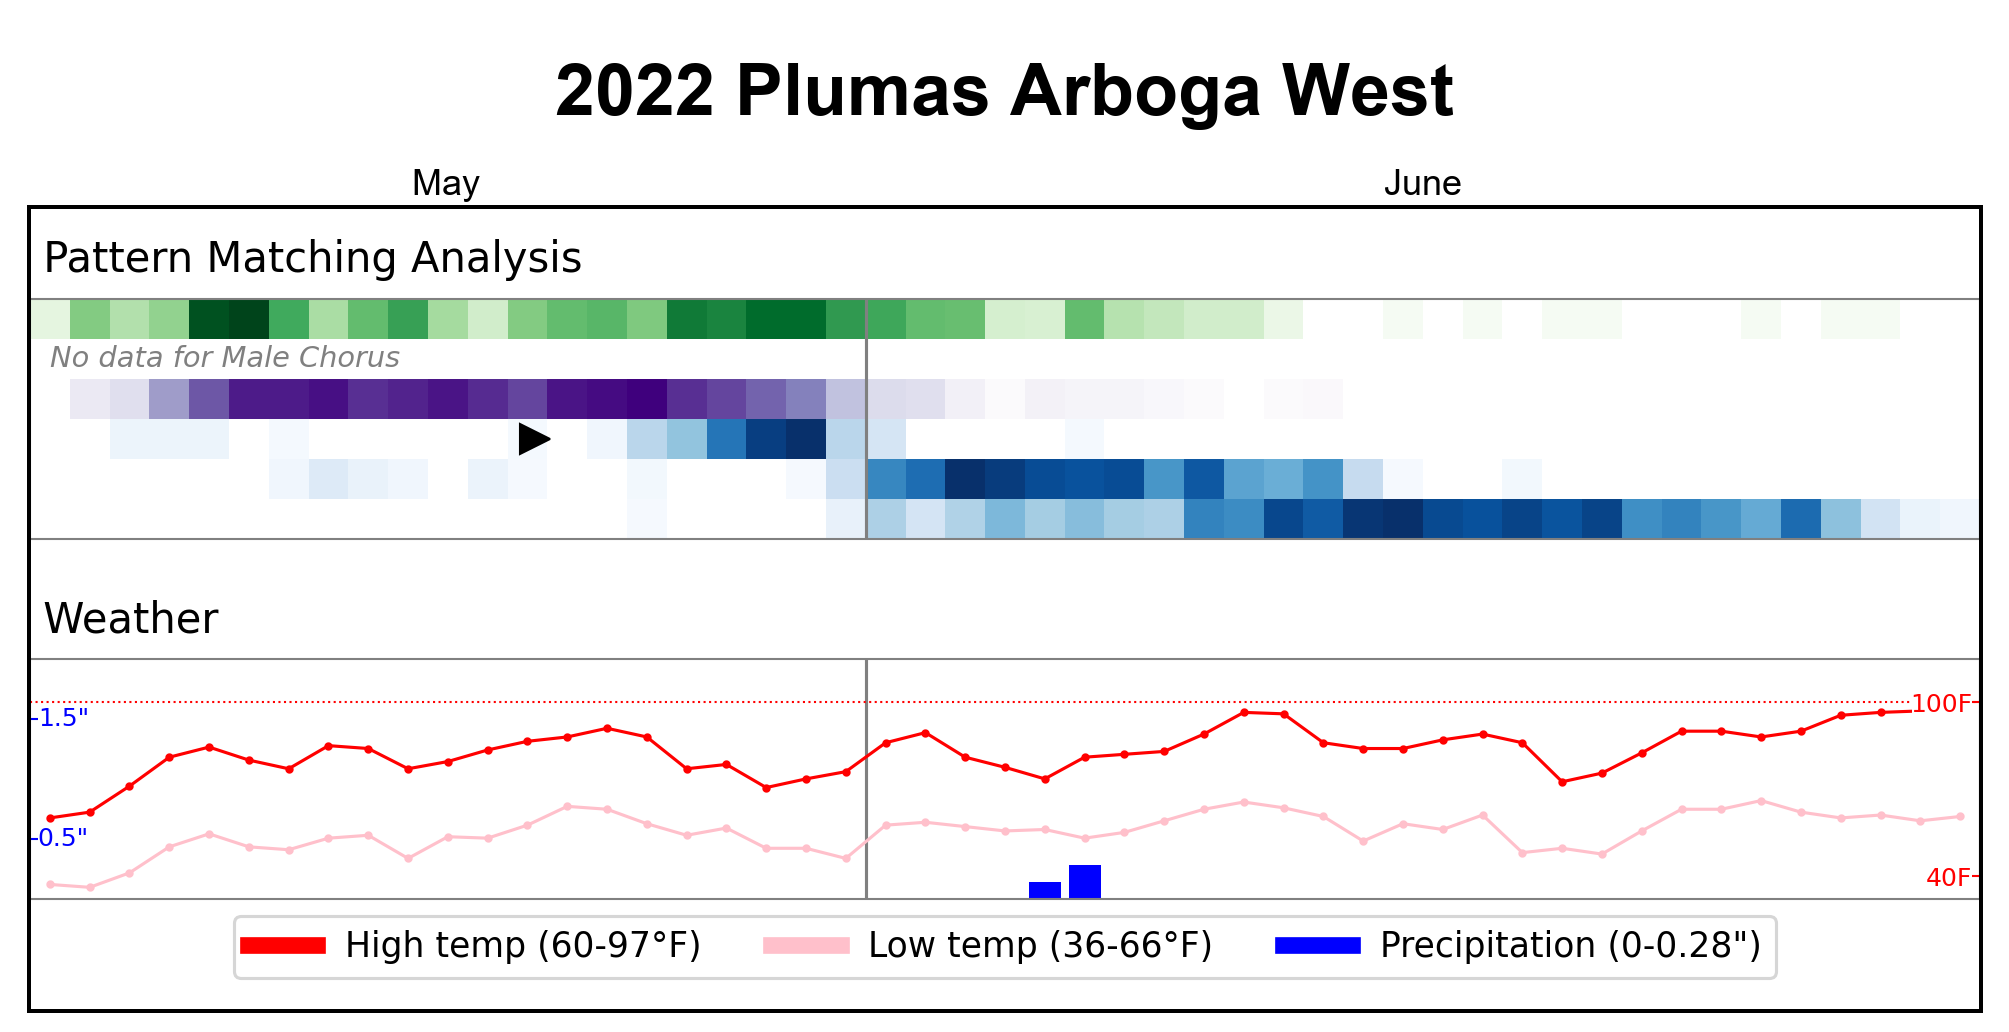 2022 Plumas Arboga West
May
June
Pattern Matching Analysis
No data for Male Chorus
Weather
1.5"
100F
0.5"
40F
High temp (60-97°F)
Low temp (36-66°F)
Precipitation (0-0.28")